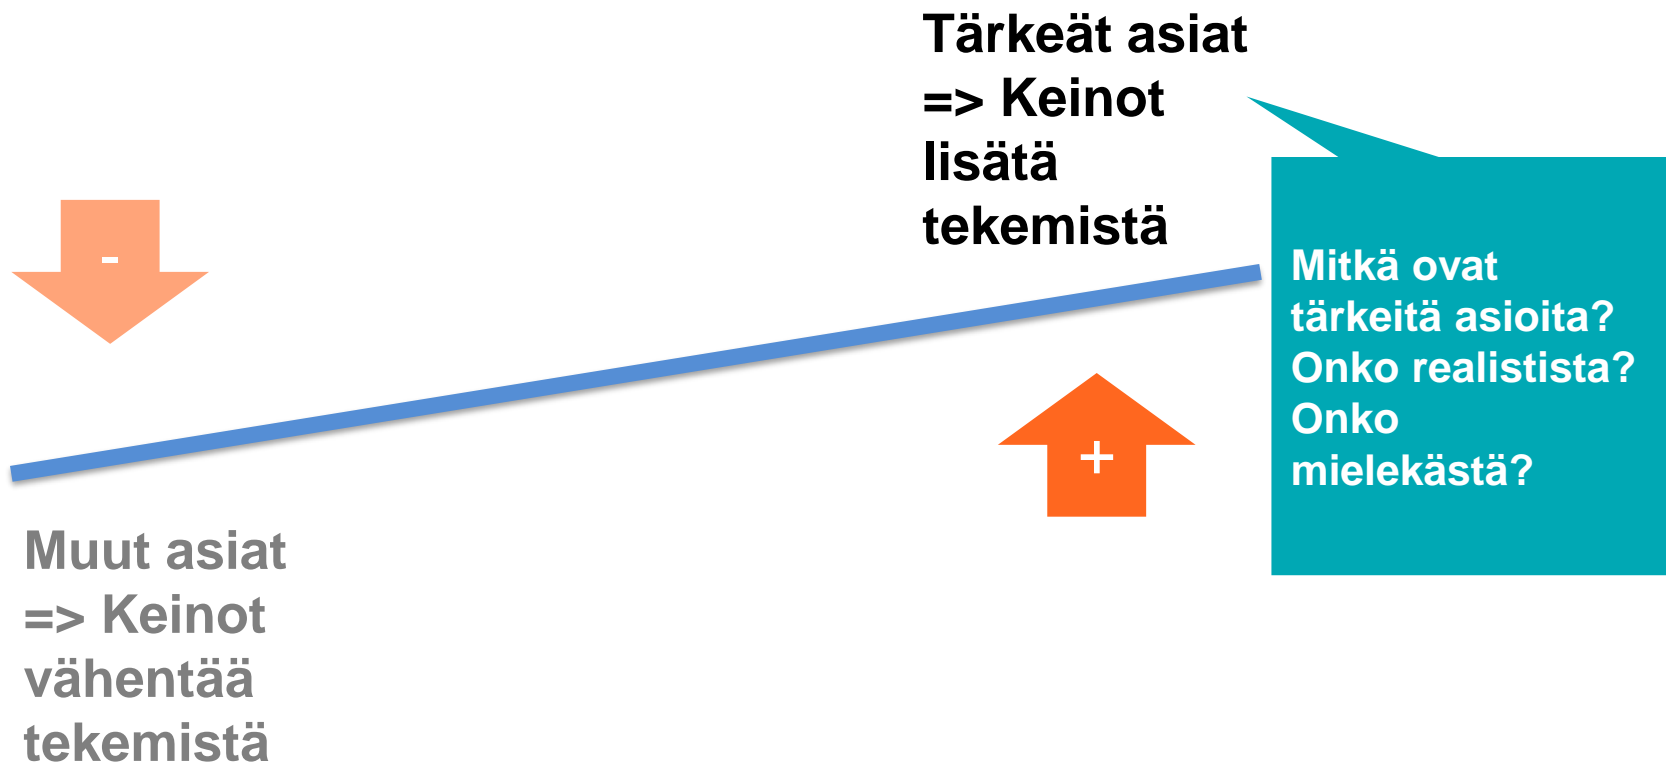 Tärkeät asiat
=> Keinot
lisätä
tekemistä
-
Mitkä ovat
tärkeitä asioita?
Onko realistista?
Onko
mielekästä?
+
Muut asiat
=> Keinot
vähentää
tekemistä